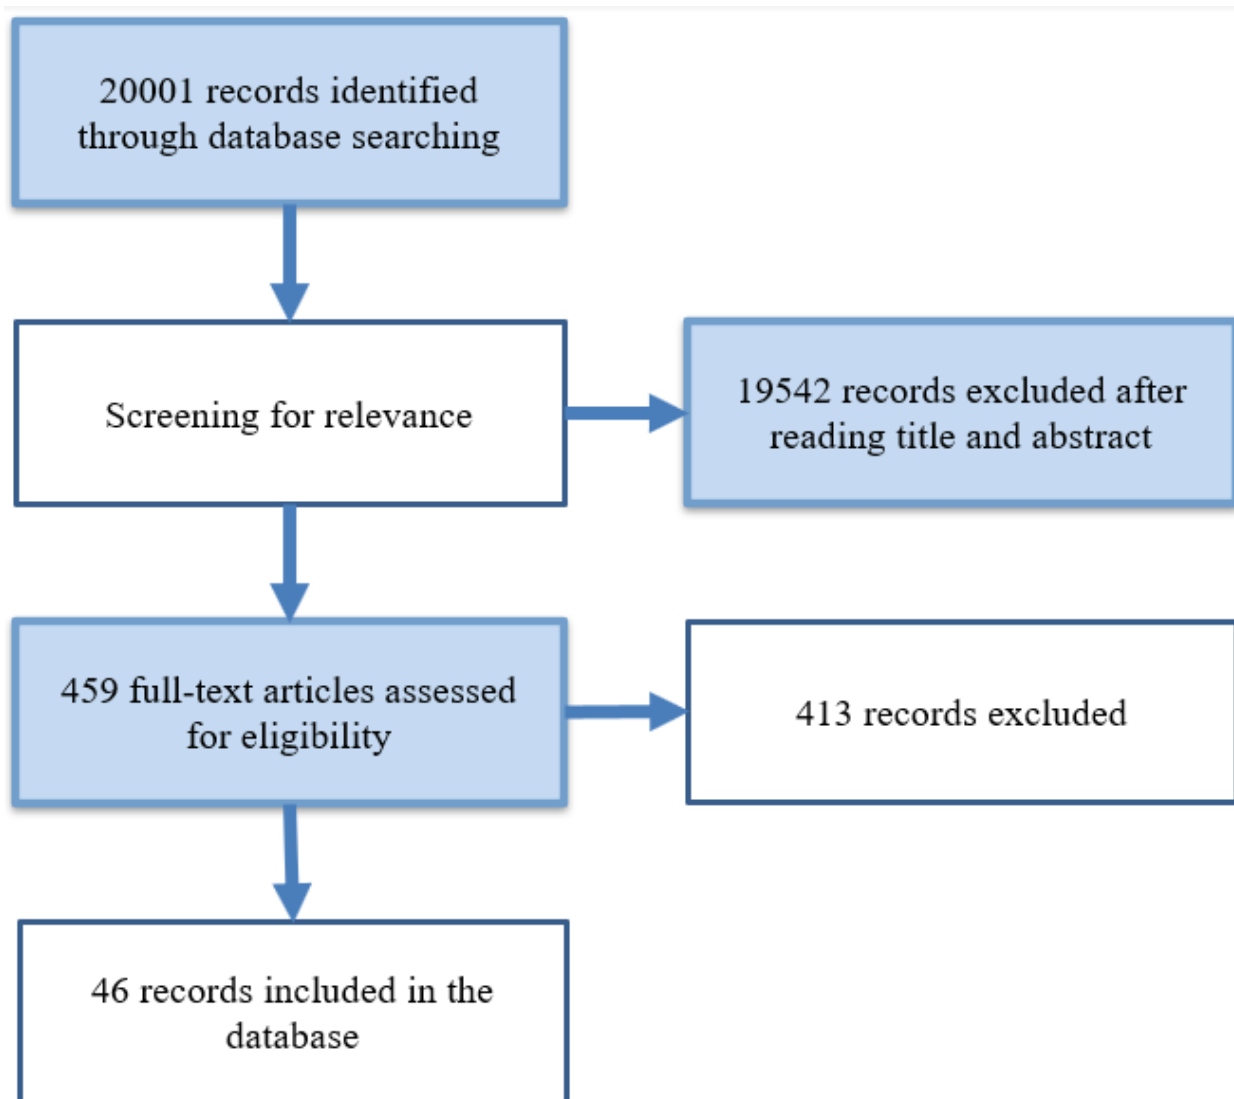 20001 records identified
through database searching
Screening for relevance
19542 records excluded after
reading title and abstract
459 full-text articles assessed
for eligibility
413 records excluded
46 records included in the
database